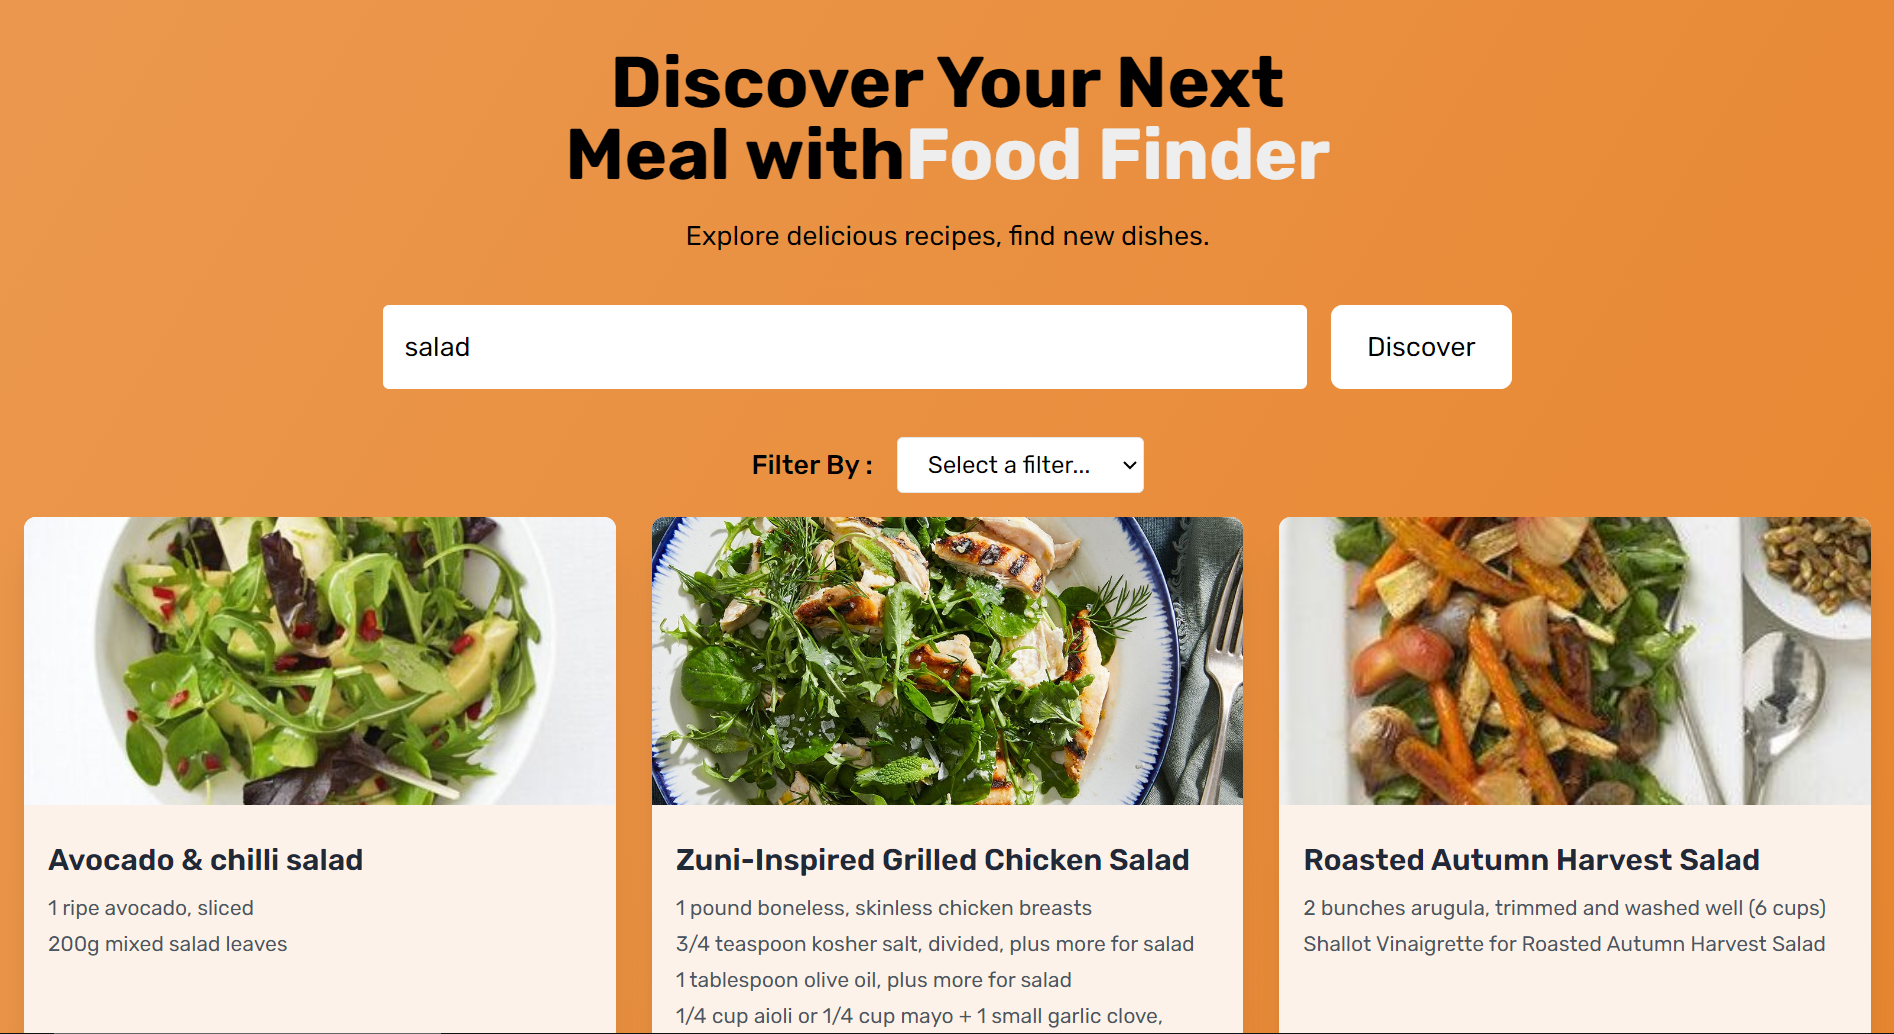 Discover Your Next
Meal withFood Finder
Explore delicious recipes, find new dishes.
salad
Discover
Filter By :
Select a filter...
Avocado & chilli salad
1 ripe avocado, sliced
200g mixed salad leaves
Zuni-Inspired Grilled Chicken Salad
1 pound boneless, skinless chicken breasts
3/4 teaspoon kosher salt, divided, plus more for salad
1 tablespoon olive oil, plus more for salad
1/4 cup aioli or 1/4 cup mayo + 1 small garlic clove,
Roasted Autumn Harvest Salad
2 bunches arugula, trimmed and washed well (6 cups)
Shallot Vinaigrette for Roasted Autumn Harvest Salad